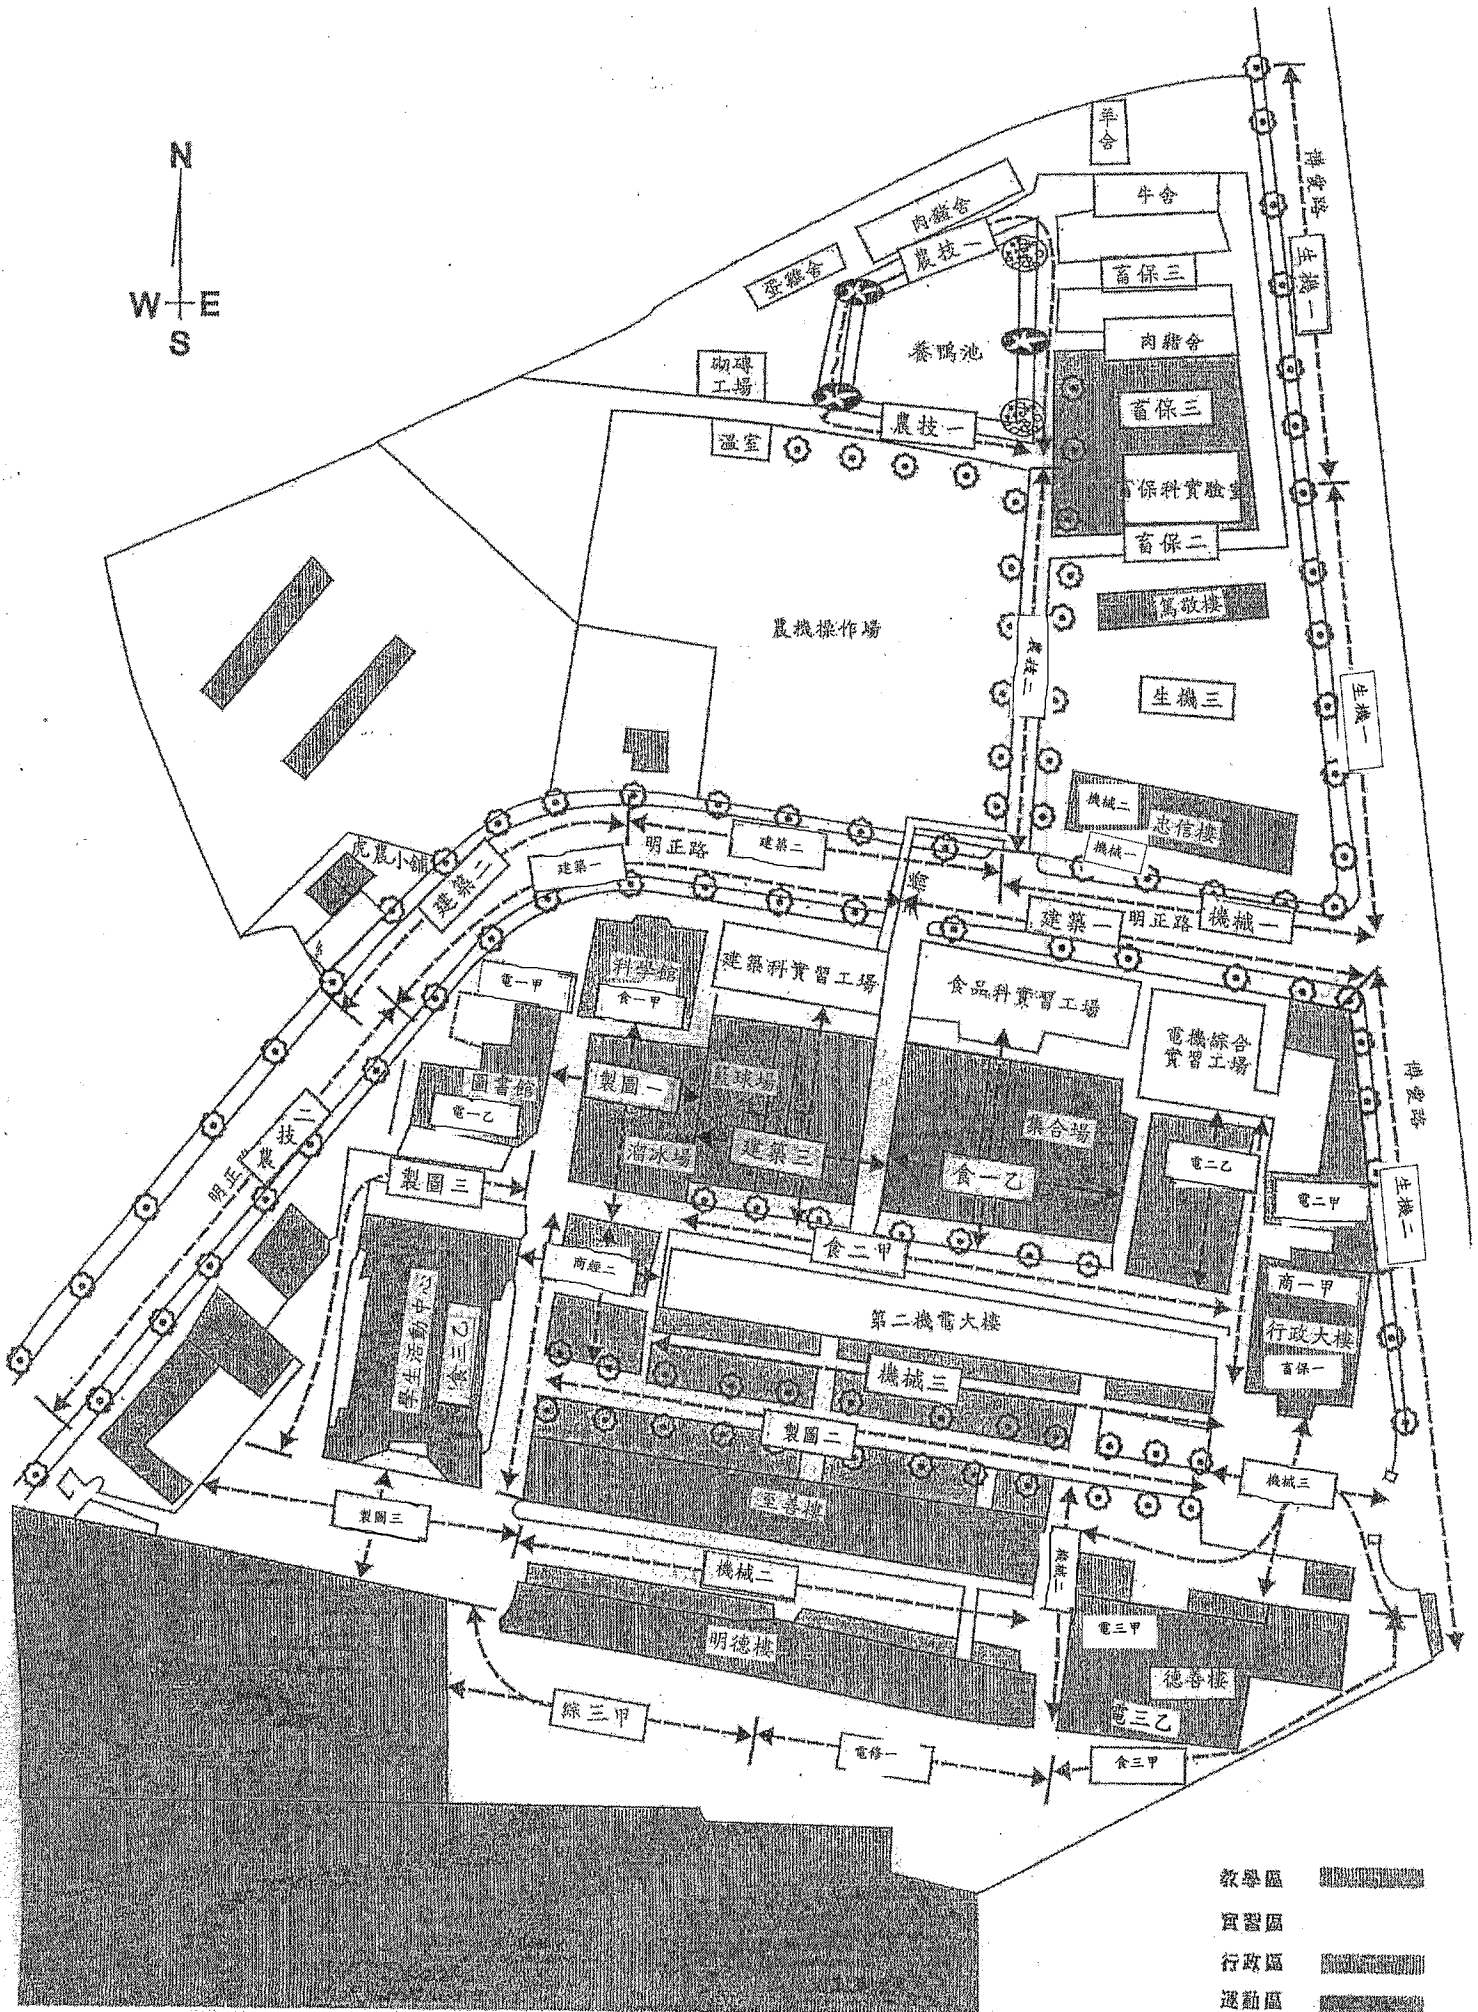 N
W
E
S
羊舍
博愛路
牛舍
肉豬舍
農技一
蛋雞舍
畜保三
生機一
肉豬舍
養鴨池
砌磚
工場
畜保三
農技一
溫室
畜保科實驗室
畜保二
篤敬樓
農機操作場
農技二
生機三
生機一
機械二
忠信樓
機械一
虎農小舖
建築二
建築一
明正路
建築二
建築一
明正路
機械一
電一甲
科學館
食一甲
建築科實習工場
食品科實習工場
電機綜合
實習工場
博愛路
圖書館
電一乙
製圖一
籃球場
溜冰場
建築三
集合場
食一乙
電二乙
電二甲
生機二
農技二
明正
製圖三
食二甲
商經二
商一甲
學生活動中心
食三乙
第二機電大樓
行政大樓
畜保一
機械三
製圖二
機械三
至善樓
製圖三
機械二
明德樓
電三甲
德善樓
電三乙
綜三甲
電修一
食三甲
教學區
實習區
行政區
運動區